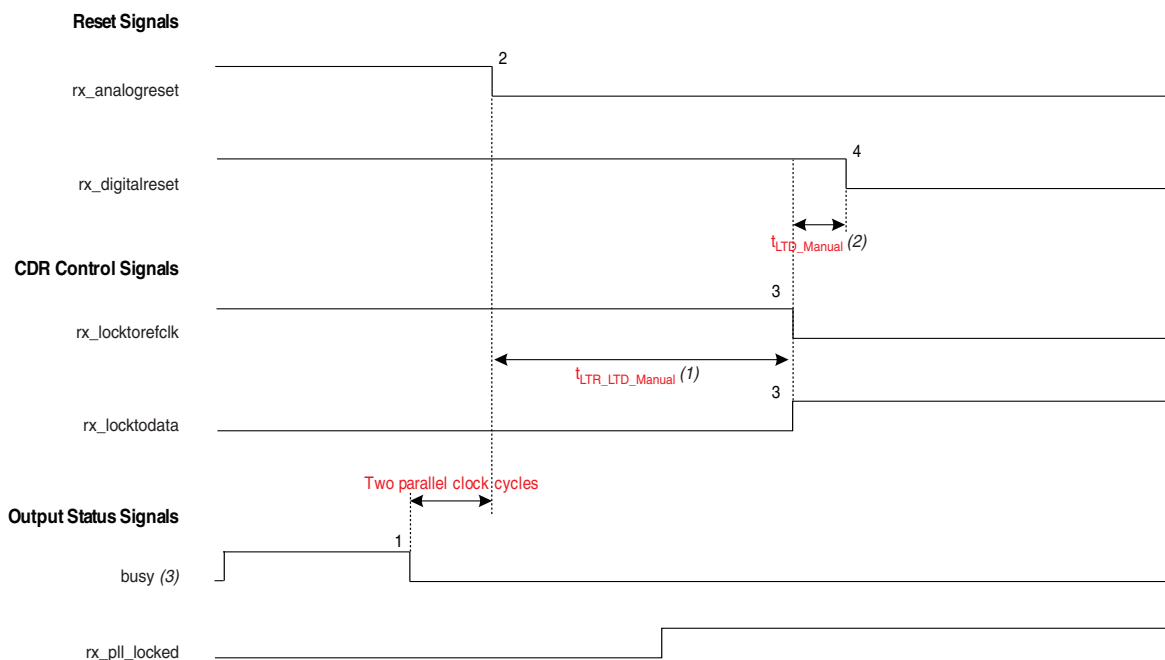 Reset Signals
2
rx_analogreset
4
rx_digitalreset
tLTD_Manual (2)
CDR Control Signals
3
rx_locktorefclk
tLTR_LTD_Manual (1)
3
rx_locktodata
Two parallel clock cycles
Output Status Signals
1
busy (3)
rx_pll_locked